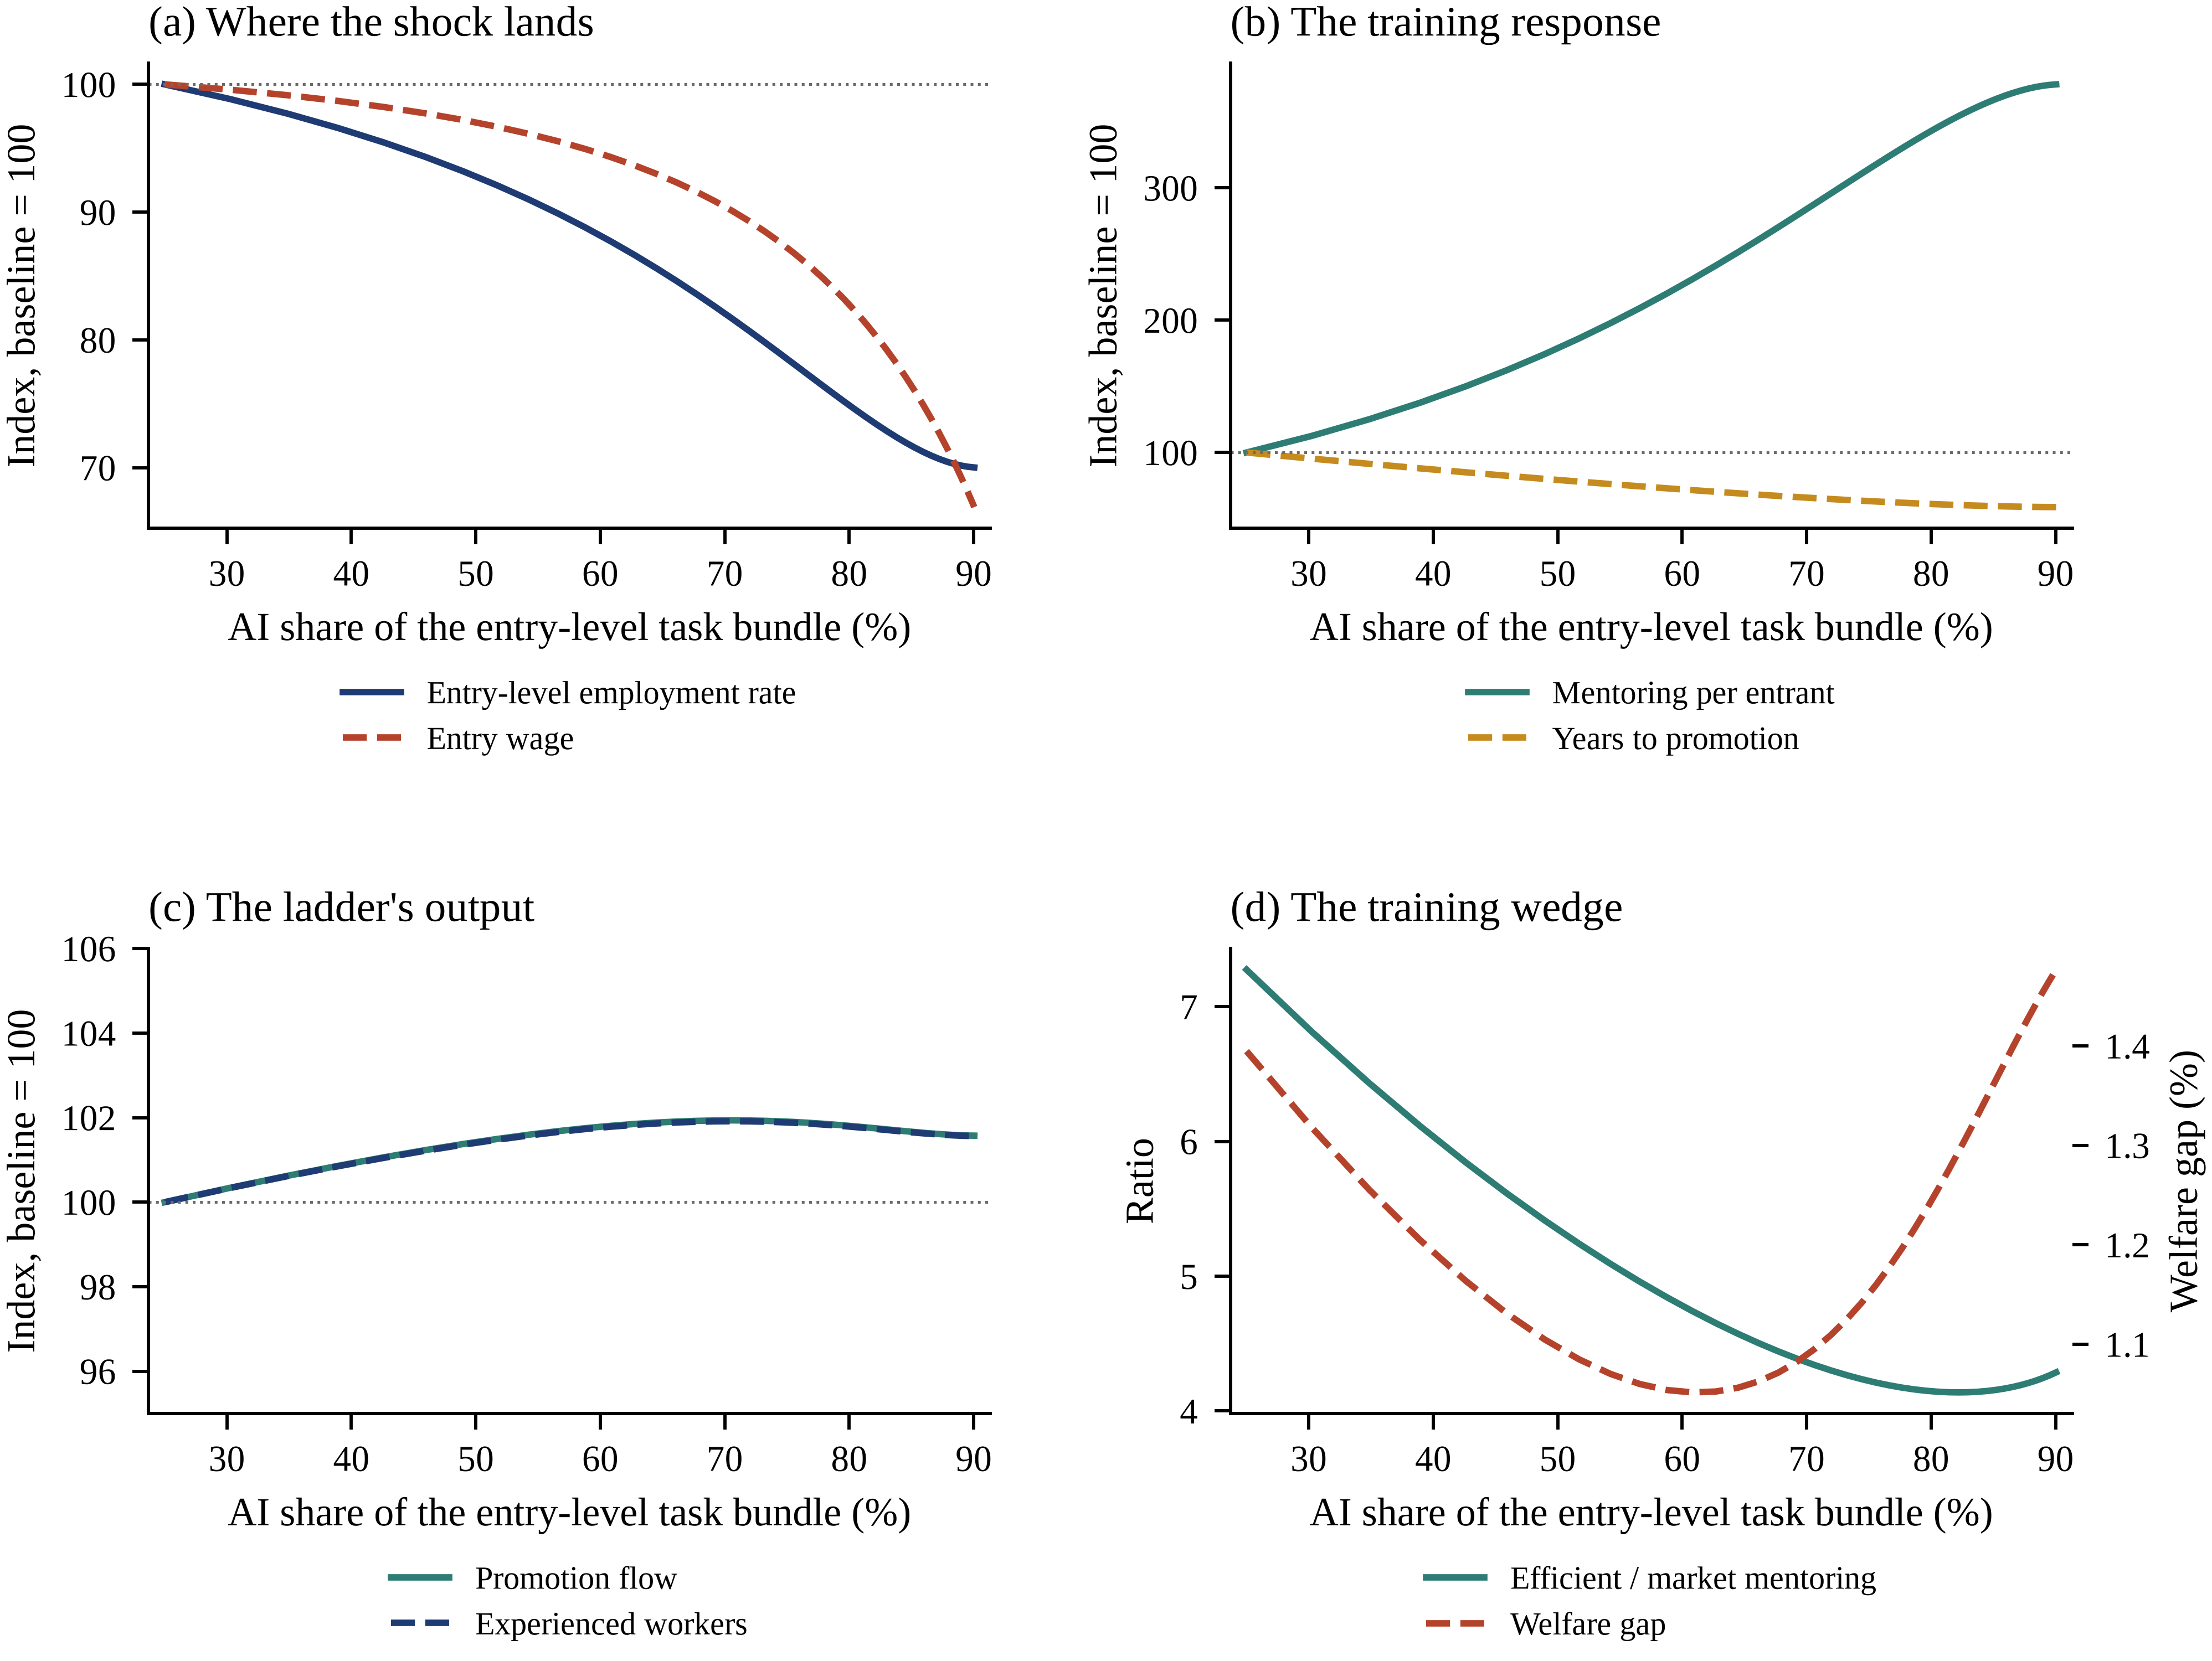 (a) Where the shock lands
Index, baseline = 100
100
90
80
70
30 40 50 60 70 80 90
AI share of the entry-level task bundle (%)
Entry-level employment rate
Entry wage
(b) The training response
Index, baseline = 100
300
200
100
30 40 50 60 70 80 90
AI share of the entry-level task bundle (%)
Mentoring per entrant
Years to promotion
(c) The ladder's output
Index, baseline = 100
106
104
102
100
98
96
30 40 50 60 70 80 90
AI share of the entry-level task bundle (%)
Promotion flow
Experienced workers
(d) The training wedge
Ratio
7
6
5
4
1.4
1.3
1.2
1.1
Welfare gap (%)
30 40 50 60 70 80 90
AI share of the entry-level task bundle (%)
Efficient / market mentoring
Welfare gap